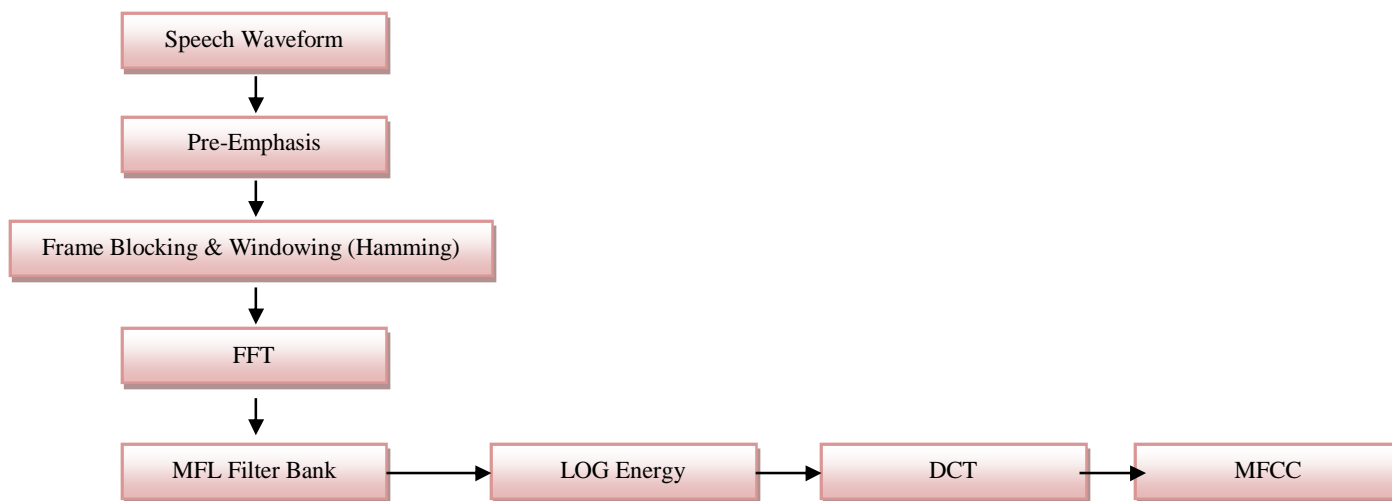 Speech Waveform
Pre-Emphasis
Frame Blocking & Windowing (Hamming)
FFT
MFL Filter Bank
LOG Energy
DCT
MFCC